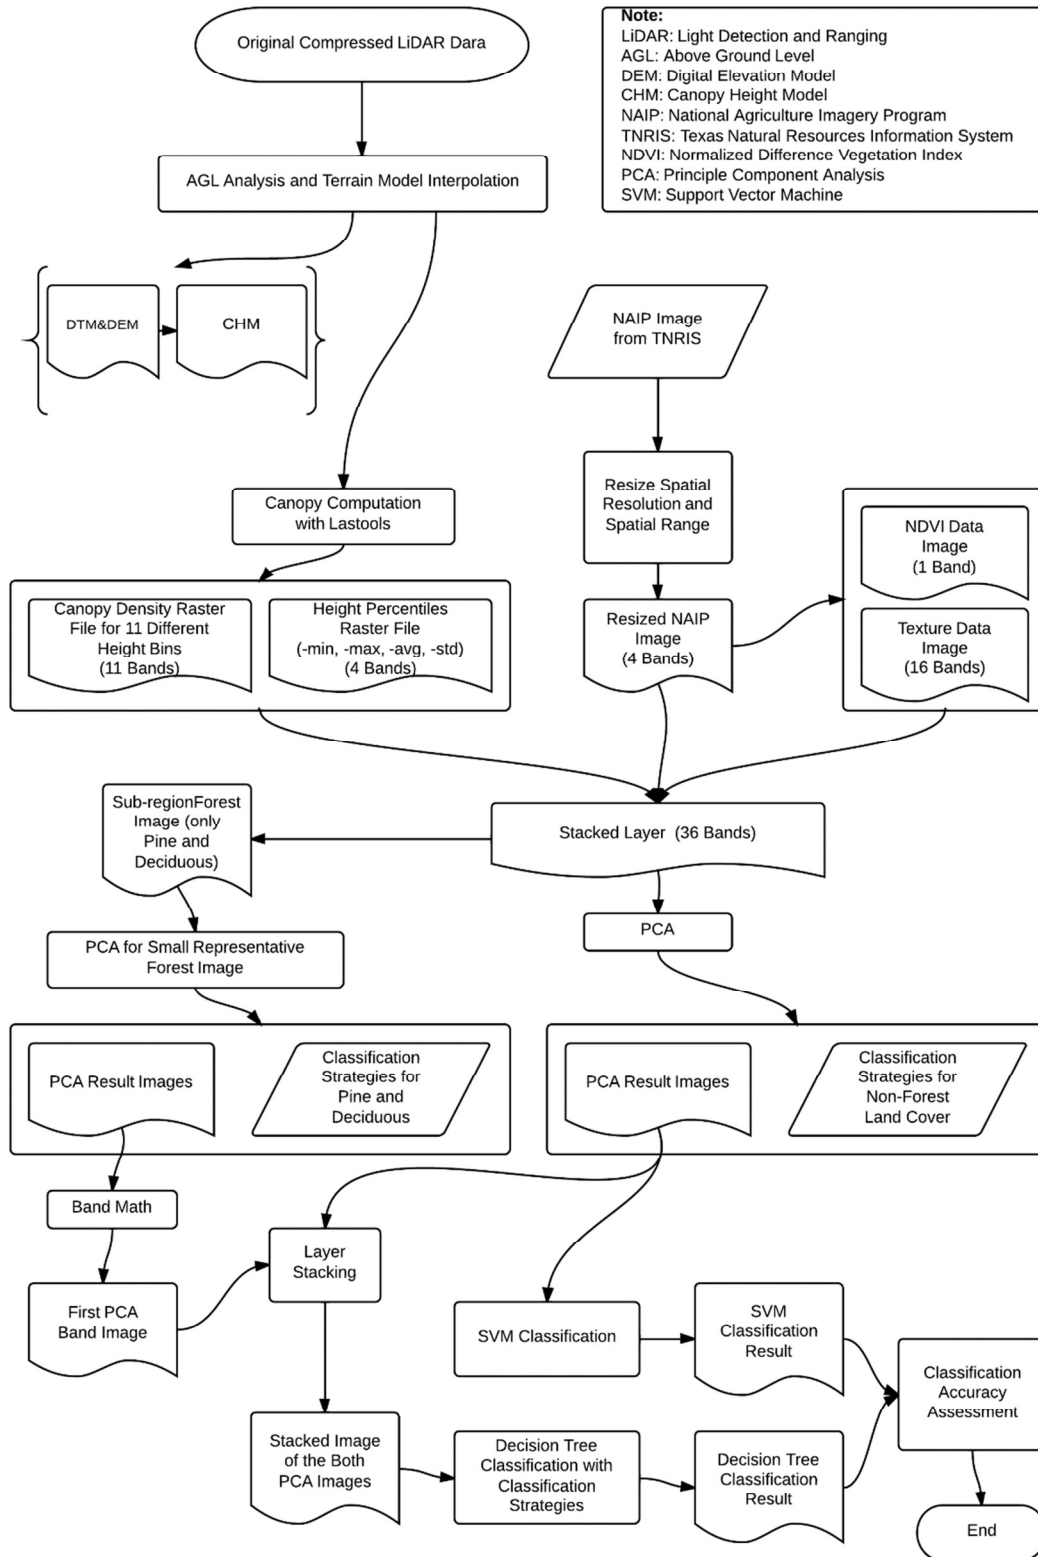 Original Compressed LiDAR Dara
Note:
LiDAR: Light Detection and Ranging
AGL: Above Ground Level
DEM: Digital Elevation Model
CHM: Canopy Height Model
NAIP: National Agriculture Imagery Program
TNRIS: Texas Natural Resources Information System
NDVI: Normalized Difference Vegetation Index
PCA: Principle Component Analysis
SVM: Support Vector Machine
AGL Analysis and Terrain Model Interpolation
DTM&DEM
CHM
NAIP Image
from TNRIS
Resize Spatial
Resolution and
Spatial Range
Canopy Computation
with Lastools
NDVI Data
Image
(1 Band)
Canopy Density Raster
File for 11 Different
Height Bins
(11 Bands)
Height Percentiles
Raster File
(-min, -max, -avg, -std)
(4 Bands)
Resized NAIP
Image
(4 Bands)
Texture Data
Image
(16 Bands)
Sub-regionForest
Image (only
Pine and
Deciduous)
Stacked Layer (36 Bands)
PCA for Small Representative
Forest Image
PCA
PCA Result Images
Classification
Strategies for
Pine and
Deciduous
PCA Result Images
Classification
Strategies for
Non-Forest
Land Cover
Band Math
Layer
Stacking
First PCA
Band Image
SVM Classification
SVM
Classification
Result
Classification
Accuracy
Assessment
Stacked Image
of the Both
PCA Images
Decision Tree
Classification with
Classification
Strategies
Decision Tree
Classification
Result
End